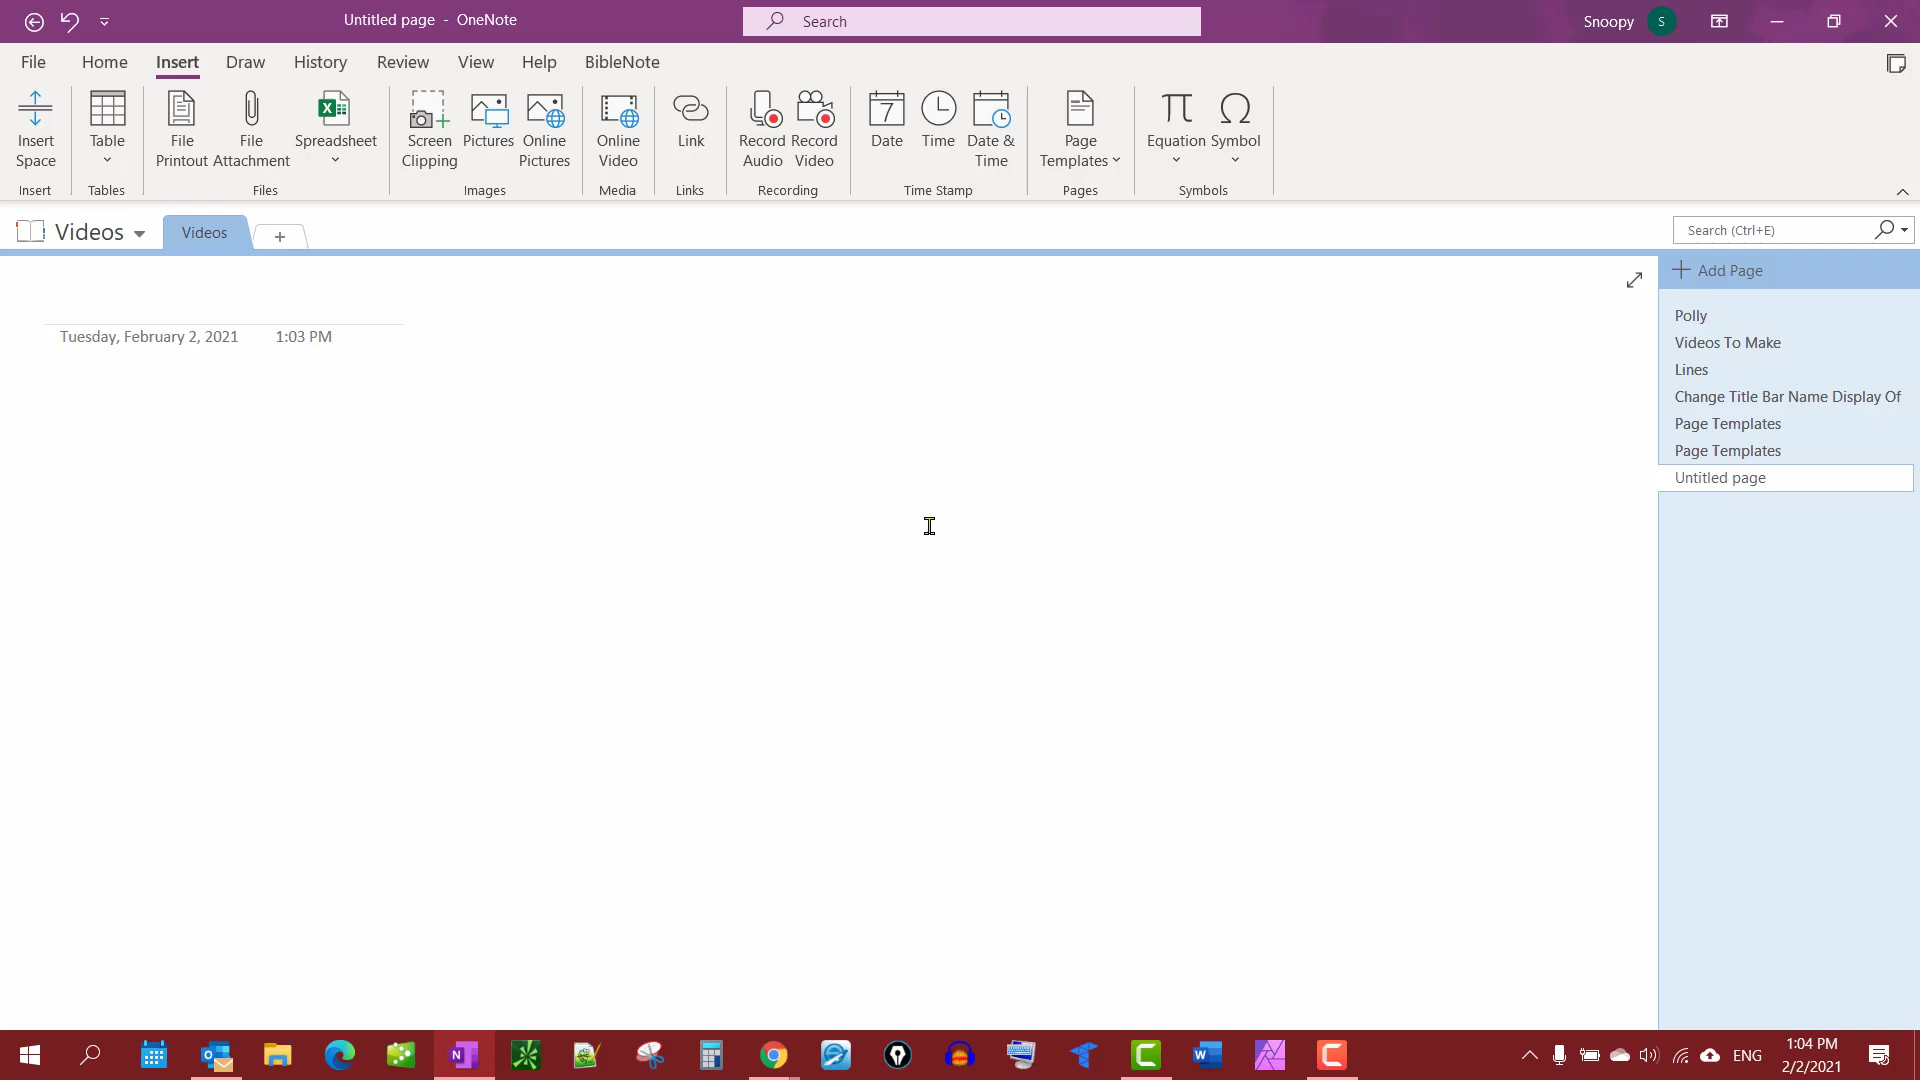 Untitled page - OneNote
Search
Snoopy
S
File Home Insert Draw History Review View Help BibleNote
Insert Space
Table
File Printout
File Attachment
Spreadsheet
Screen Clipping
Pictures
Online Pictures
Online Video
Link
Record Audio
Record Video
7
Date
Time
Date & Time
Page Templates
π
Equation
Ω
Symbol
Insert Tables Files Images Media Links Recording Time Stamp Pages Symbols
Videos
Videos
+
Search (Ctrl+E)
Add Page
Tuesday, February 2, 2021 1:03 PM
Polly
Videos To Make
Lines
Change Title Bar Name Display Of
Page Templates
Page Templates
Untitled page
ENG
1:04 PM
2/2/2021